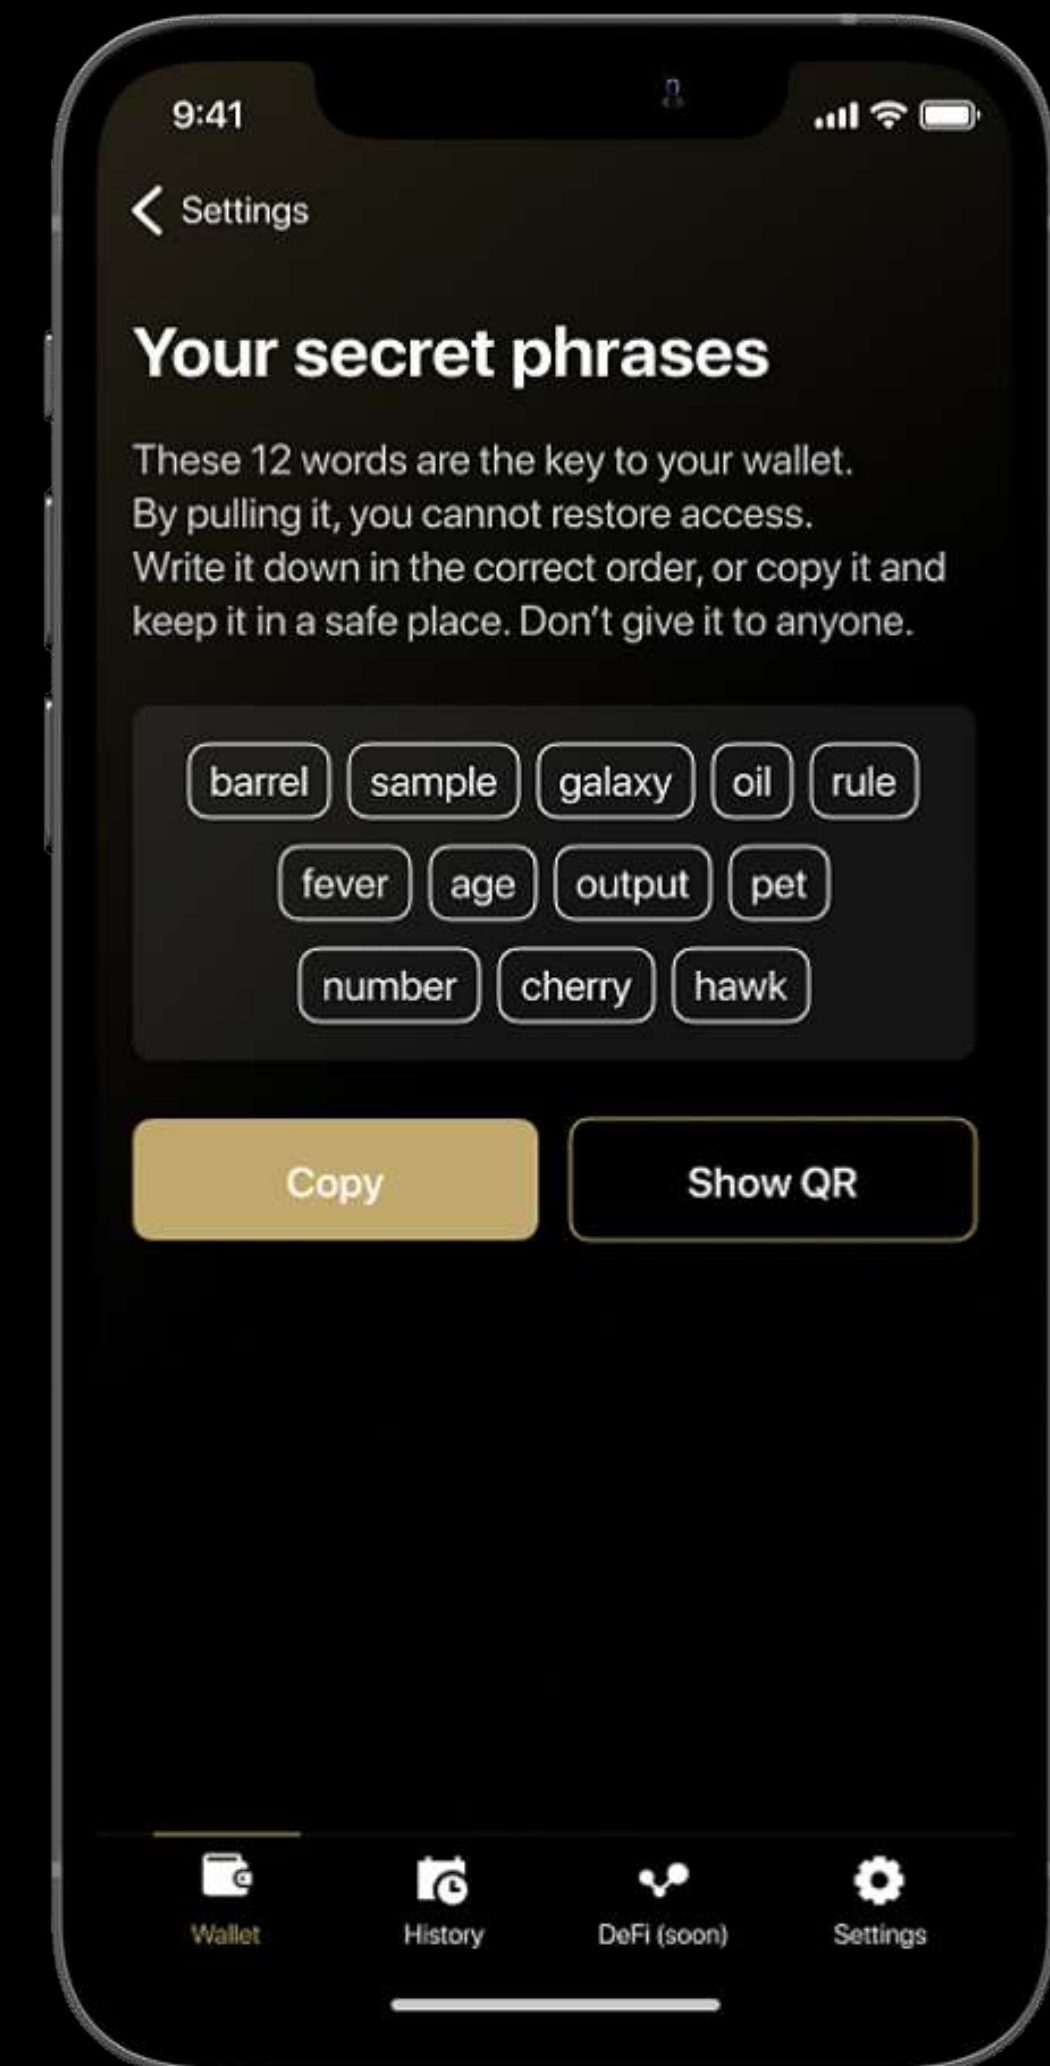 9:41
Settings
Your secret phrases
These 12 words are the key to your wallet.
By pulling it, you cannot restore access.
Write it down in the correct order, or copy it and
keep it in a safe place. Don't give it to anyone.
barrel sample galaxy oil rule
fever age output pet
number cherry hawk
Copy Show QR
Wallet History DeFi (soon) Settings